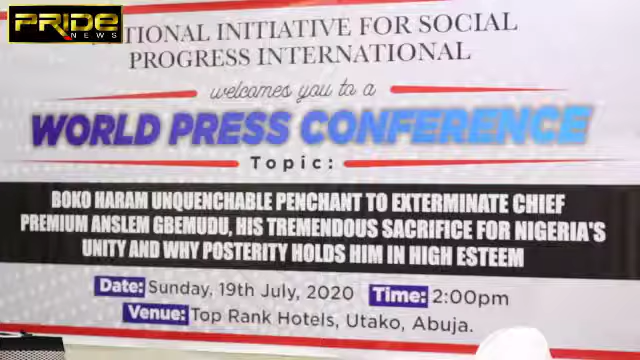 PRIDE
NEWS
TIONAL INITIATIVE FOR SOCIAL
PROGRESS INTERNATIONAL
welcomes you to a
WORLD PRESS CONFERENCE
Topic:
BOKO HARAM UNQUENCHABLE PENCHANT TO EXTERMINATE CHIEF
PREMIUM ANSLEM GBEMUDU, HIS TREMENDOUS SACRIFICE FOR NIGERIA'S
UNITY AND WHY POSTERITY HOLDS HIM IN HIGH ESTEEM
Date: Sunday, 19th July, 2020 Time: 2:00pm
Venue: Top Rank Hotels, Utako, Abuja.